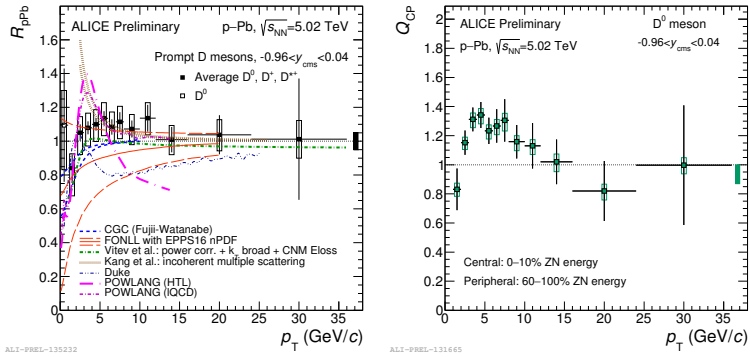 R_pPb
ALICE Preliminary
p–Pb, √s_NN=5.02 TeV
Prompt D mesons, -0.96<y_cms<0.04
Average D⁰, D⁺, D*⁺
D⁰
1.8
1.6
1.4
1.2
1
0.8
0.6
0.4
0.2
0
CGC (Fujii-Watanabe)
FONLL with EPPS16 nPDF
Vitev et al.: power corr. + k_T broad + CNM Eloss
Kang et al.: incoherent multiple scattering
Duke
POWLANG (HTL)
POWLANG (lQCD)
0 5 10 15 20 25 30 35
p_T (GeV/c)
ALI-PREL-135232
Q_CP
ALICE Preliminary
D⁰ meson
p–Pb, √s_NN=5.02 TeV
-0.96<y_cms<0.04
2
1.8
1.6
1.4
1.2
1
0.8
0.6
0.4
0.2
0
Central: 0–10% ZN energy
Peripheral: 60–100% ZN energy
0 5 10 15 20 25 30 35
p_T (GeV/c)
ALI-PREL-131665